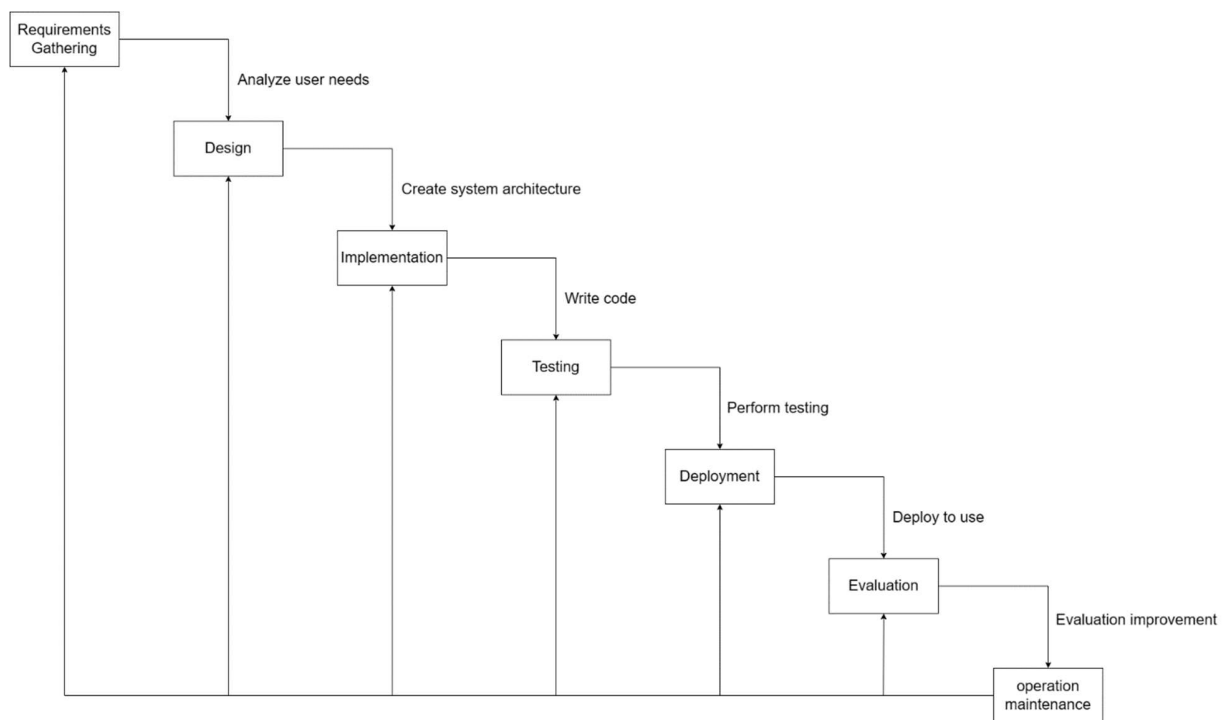 Requirements
Gathering
Analyze user needs
Design
Create system architecture
Implementation
Write code
Testing
Perform testing
Deployment
Deploy to use
Evaluation
Evaluation improvement
operation
maintenance